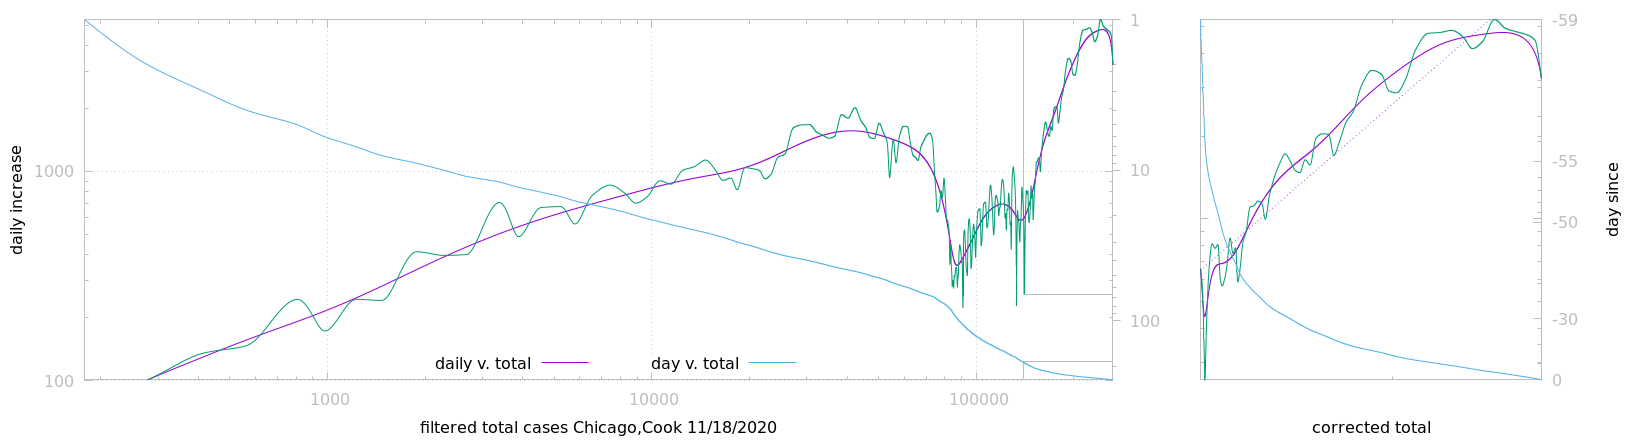 daily increase
1000
100
daily v. total
day v. total
1000
10000
100000
filtered total cases Chicago,Cook 11/18/2020
1
10
100
-59
-55
-50
-30
0
day since
corrected total